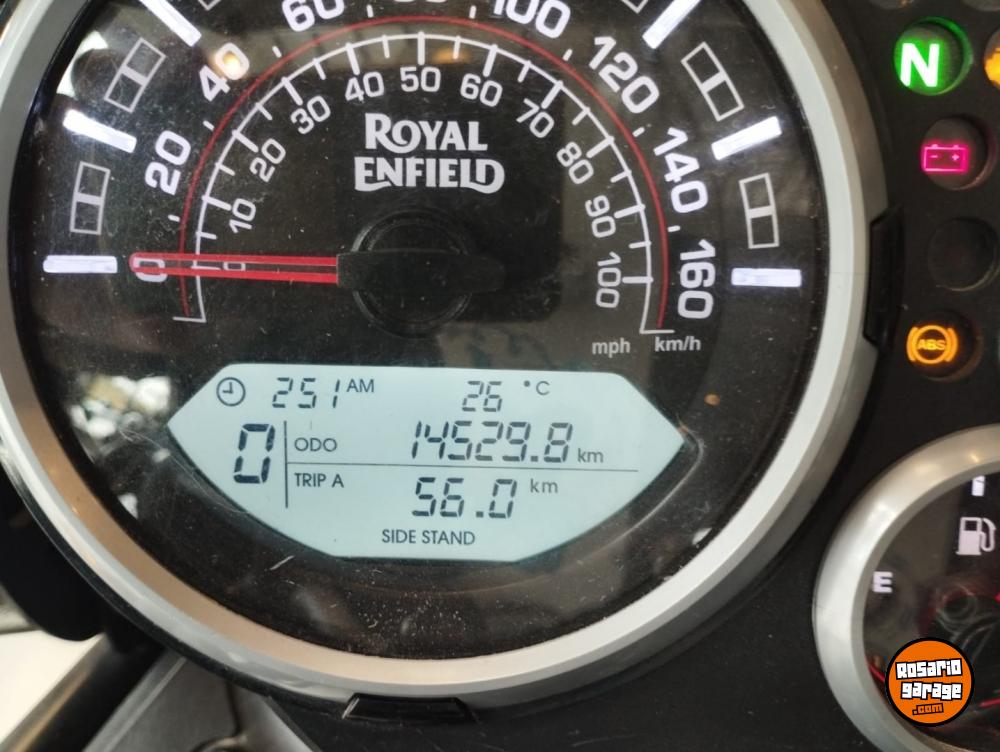 60 80 100
40 120
20 140
0 160
10 20 30 40 50 60 70 80 90 100
ROYAL
ENFIELD
mph km/h
N
ABS
251 AM 26 °C
0 ODO 14529.8 km
TRIP A 56.0 km
SIDE STAND
E
ROSARIO
garage
.com